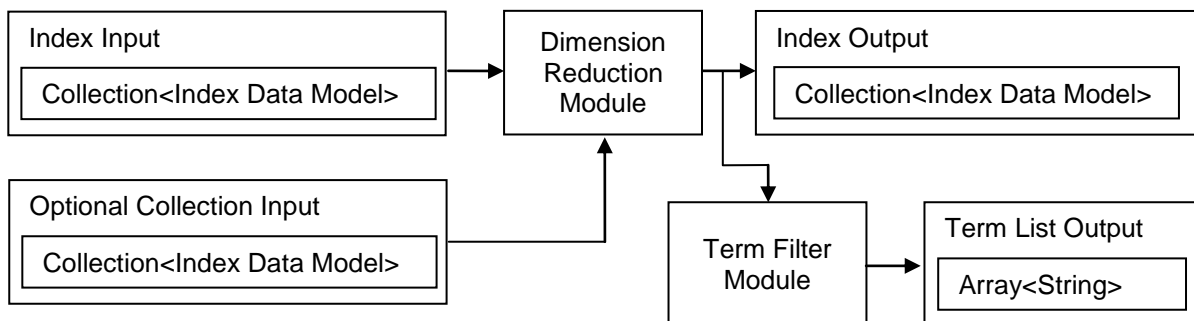 Index Input
Collection<Index Data Model>
Dimension
Reduction
Module
Index Output
Collection<Index Data Model>
Optional Collection Input
Collection<Index Data Model>
Term Filter
Module
Term List Output
Array<String>